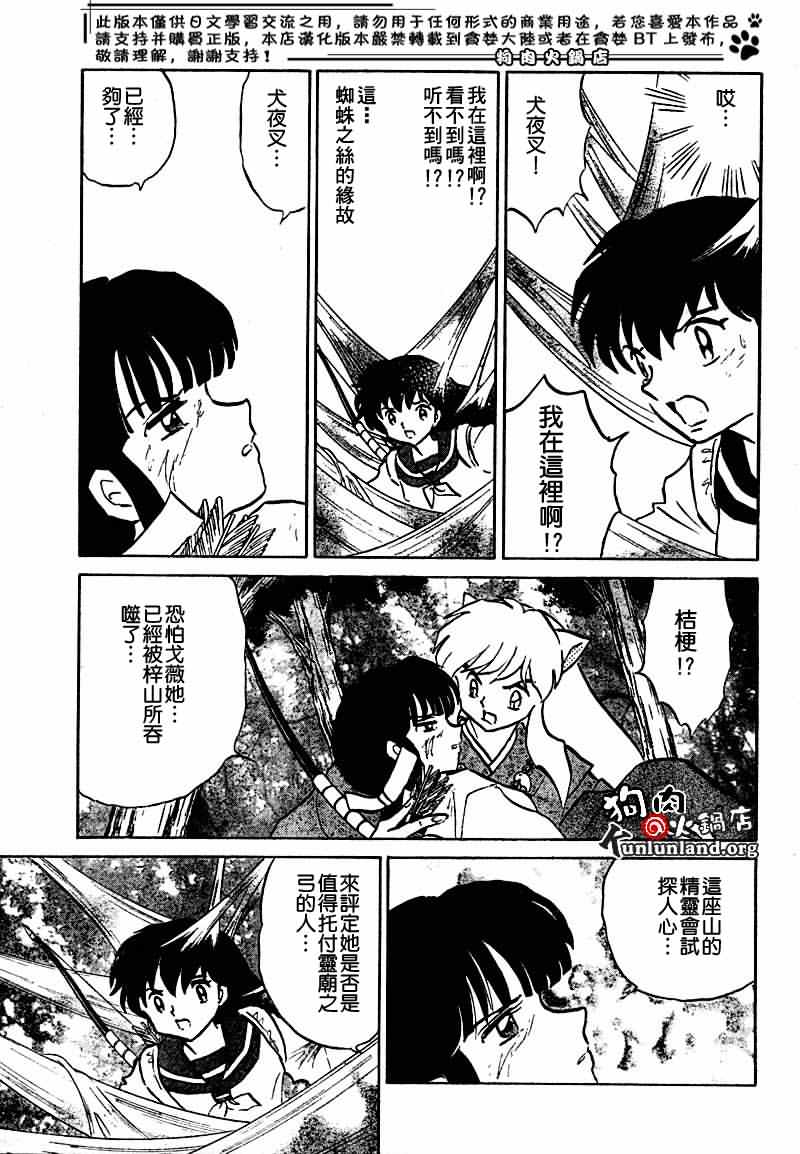 此版本僅供日文學習交流之用，請勿用于任何形式的商業用途，若您喜愛本作品
請支持并購買正版，本店漢化版本嚴禁轉載到貪婪大陸或者在貪婪BT上發布，
敬請理解，謝謝支持！
狗肉火鍋店
哎…
犬夜叉！
我在這裡啊!?
我在這裡啊!?
看不到嗎!?
听不到嗎!?
這…
蜘蛛之絲的緣故
犬夜叉…
已經…
夠了…
桔梗!?
恐怕戈薇她…
已經被梓山所吞
噬了…
狗肉火鍋店
Kunlunland.org
這座山的
精靈會試
探人心…
來評定她是否是
值得托付靈廟之
弓的人…